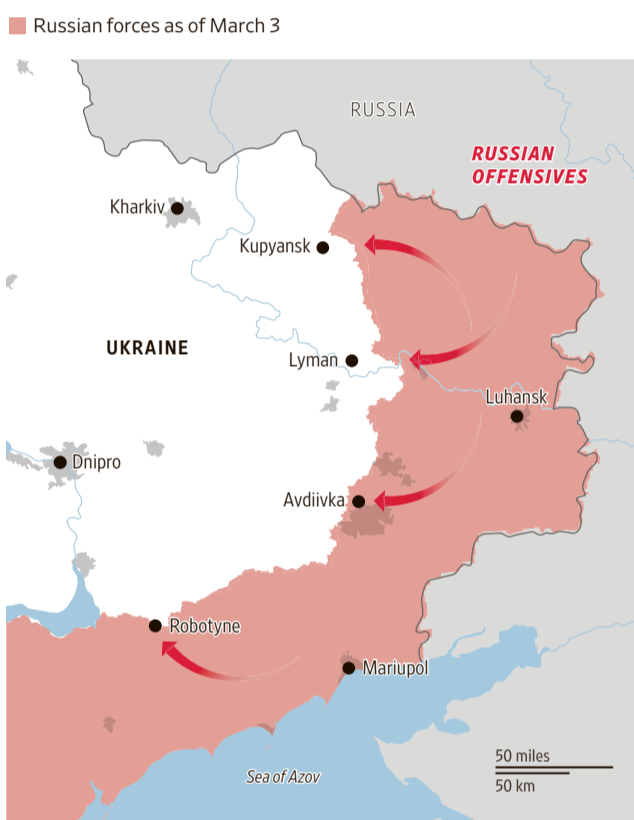 Russian forces as of March 3
RUSSIA
RUSSIAN
OFFENSIVES
Kharkiv
Kupyansk
UKRAINE
Lyman
Luhansk
Dnipro
Avdiivka
Robotyne
Mariupol
50 miles
Sea of Azov
50 km